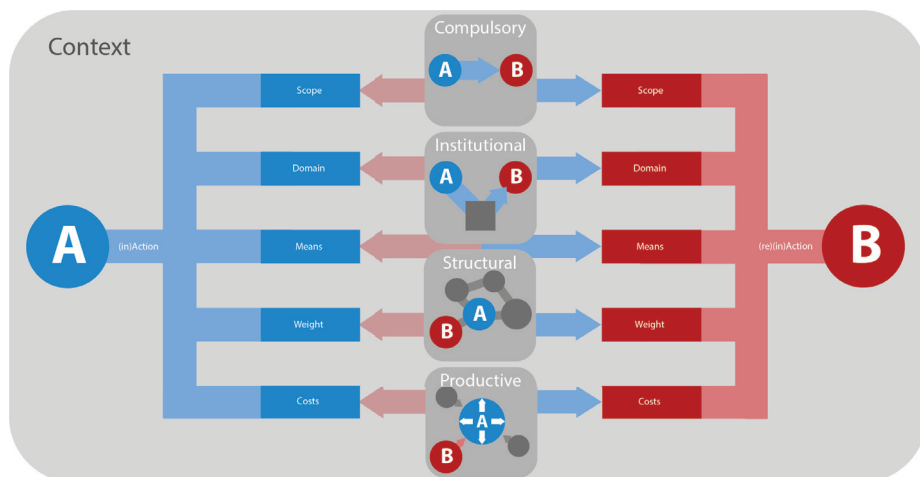 Context
Compulsory
A B
Scope
Scope
Institutional
A B
Domain
Domain
A
(in)Action
Means
Means
(re)(in)Action
B
Structural
A
B
Weight
Weight
Productive
A
B
Costs
Costs